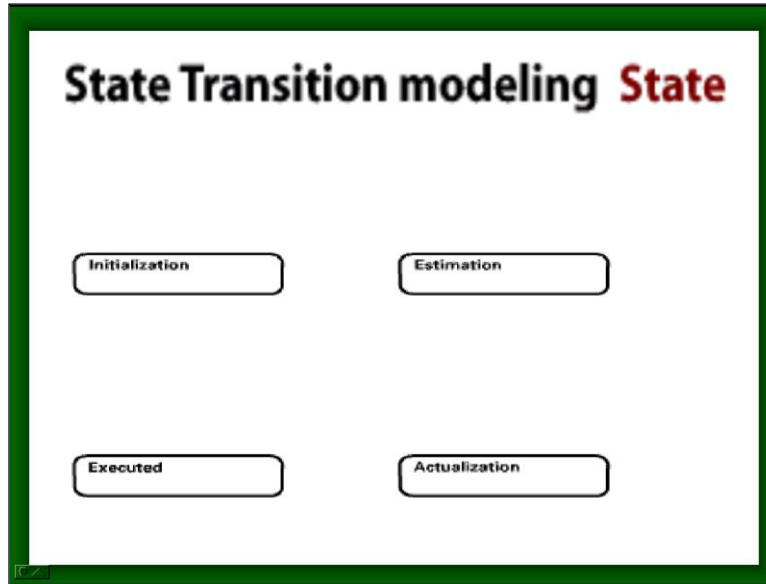 State Transition modeling State
Initialization Estimation
Executed Actualization